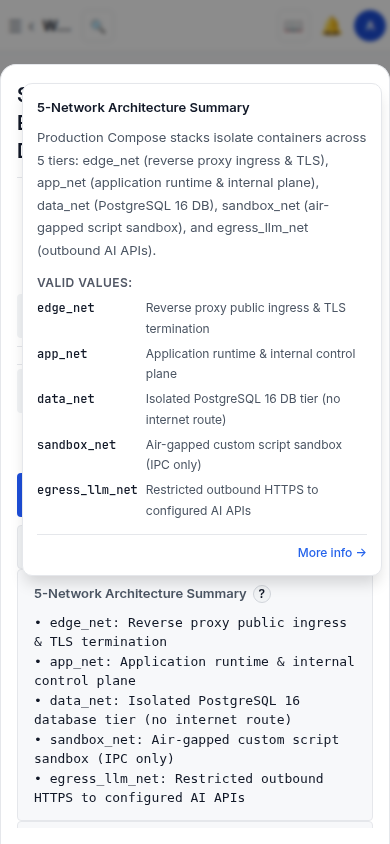 W...
A
S
E
D
5-Network Architecture Summary
Production Compose stacks isolate containers across
5 tiers: edge_net (reverse proxy ingress & TLS),
app_net (application runtime & internal plane),
data_net (PostgreSQL 16 DB), sandbox_net (air-
gapped script sandbox), and egress_llm_net
(outbound AI APIs).
VALID VALUES:
edge_net Reverse proxy public ingress & TLS
termination
app_net Application runtime & internal control
plane
data_net Isolated PostgreSQL 16 DB tier (no
internet route)
sandbox_net Air-gapped custom script sandbox
(IPC only)
egress_llm_net Restricted outbound HTTPS to
configured AI APIs
More info →
5-Network Architecture Summary ?
• edge_net: Reverse proxy public ingress
& TLS termination
• app_net: Application runtime & internal
control plane
• data_net: Isolated PostgreSQL 16
database tier (no internet route)
• sandbox_net: Air-gapped custom script
sandbox (IPC only)
• egress_llm_net: Restricted outbound
HTTPS to configured AI APIs